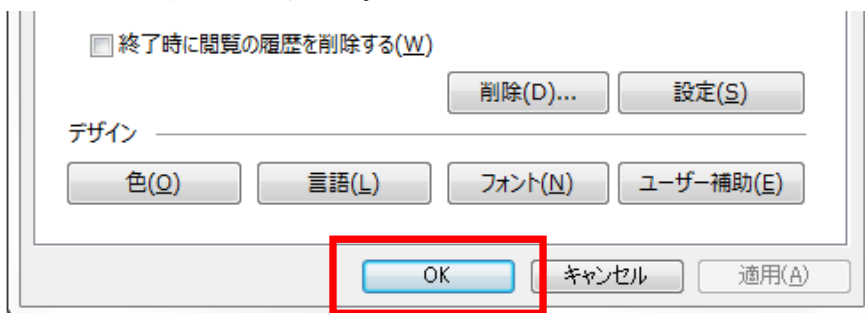 終了時に閲覧の履歴を削除する(W)
削除(D)... 設定(S)
デザイン
色(O) 言語(L) フォント(N) ユーザー補助(E)
OK キャンセル 適用(A)